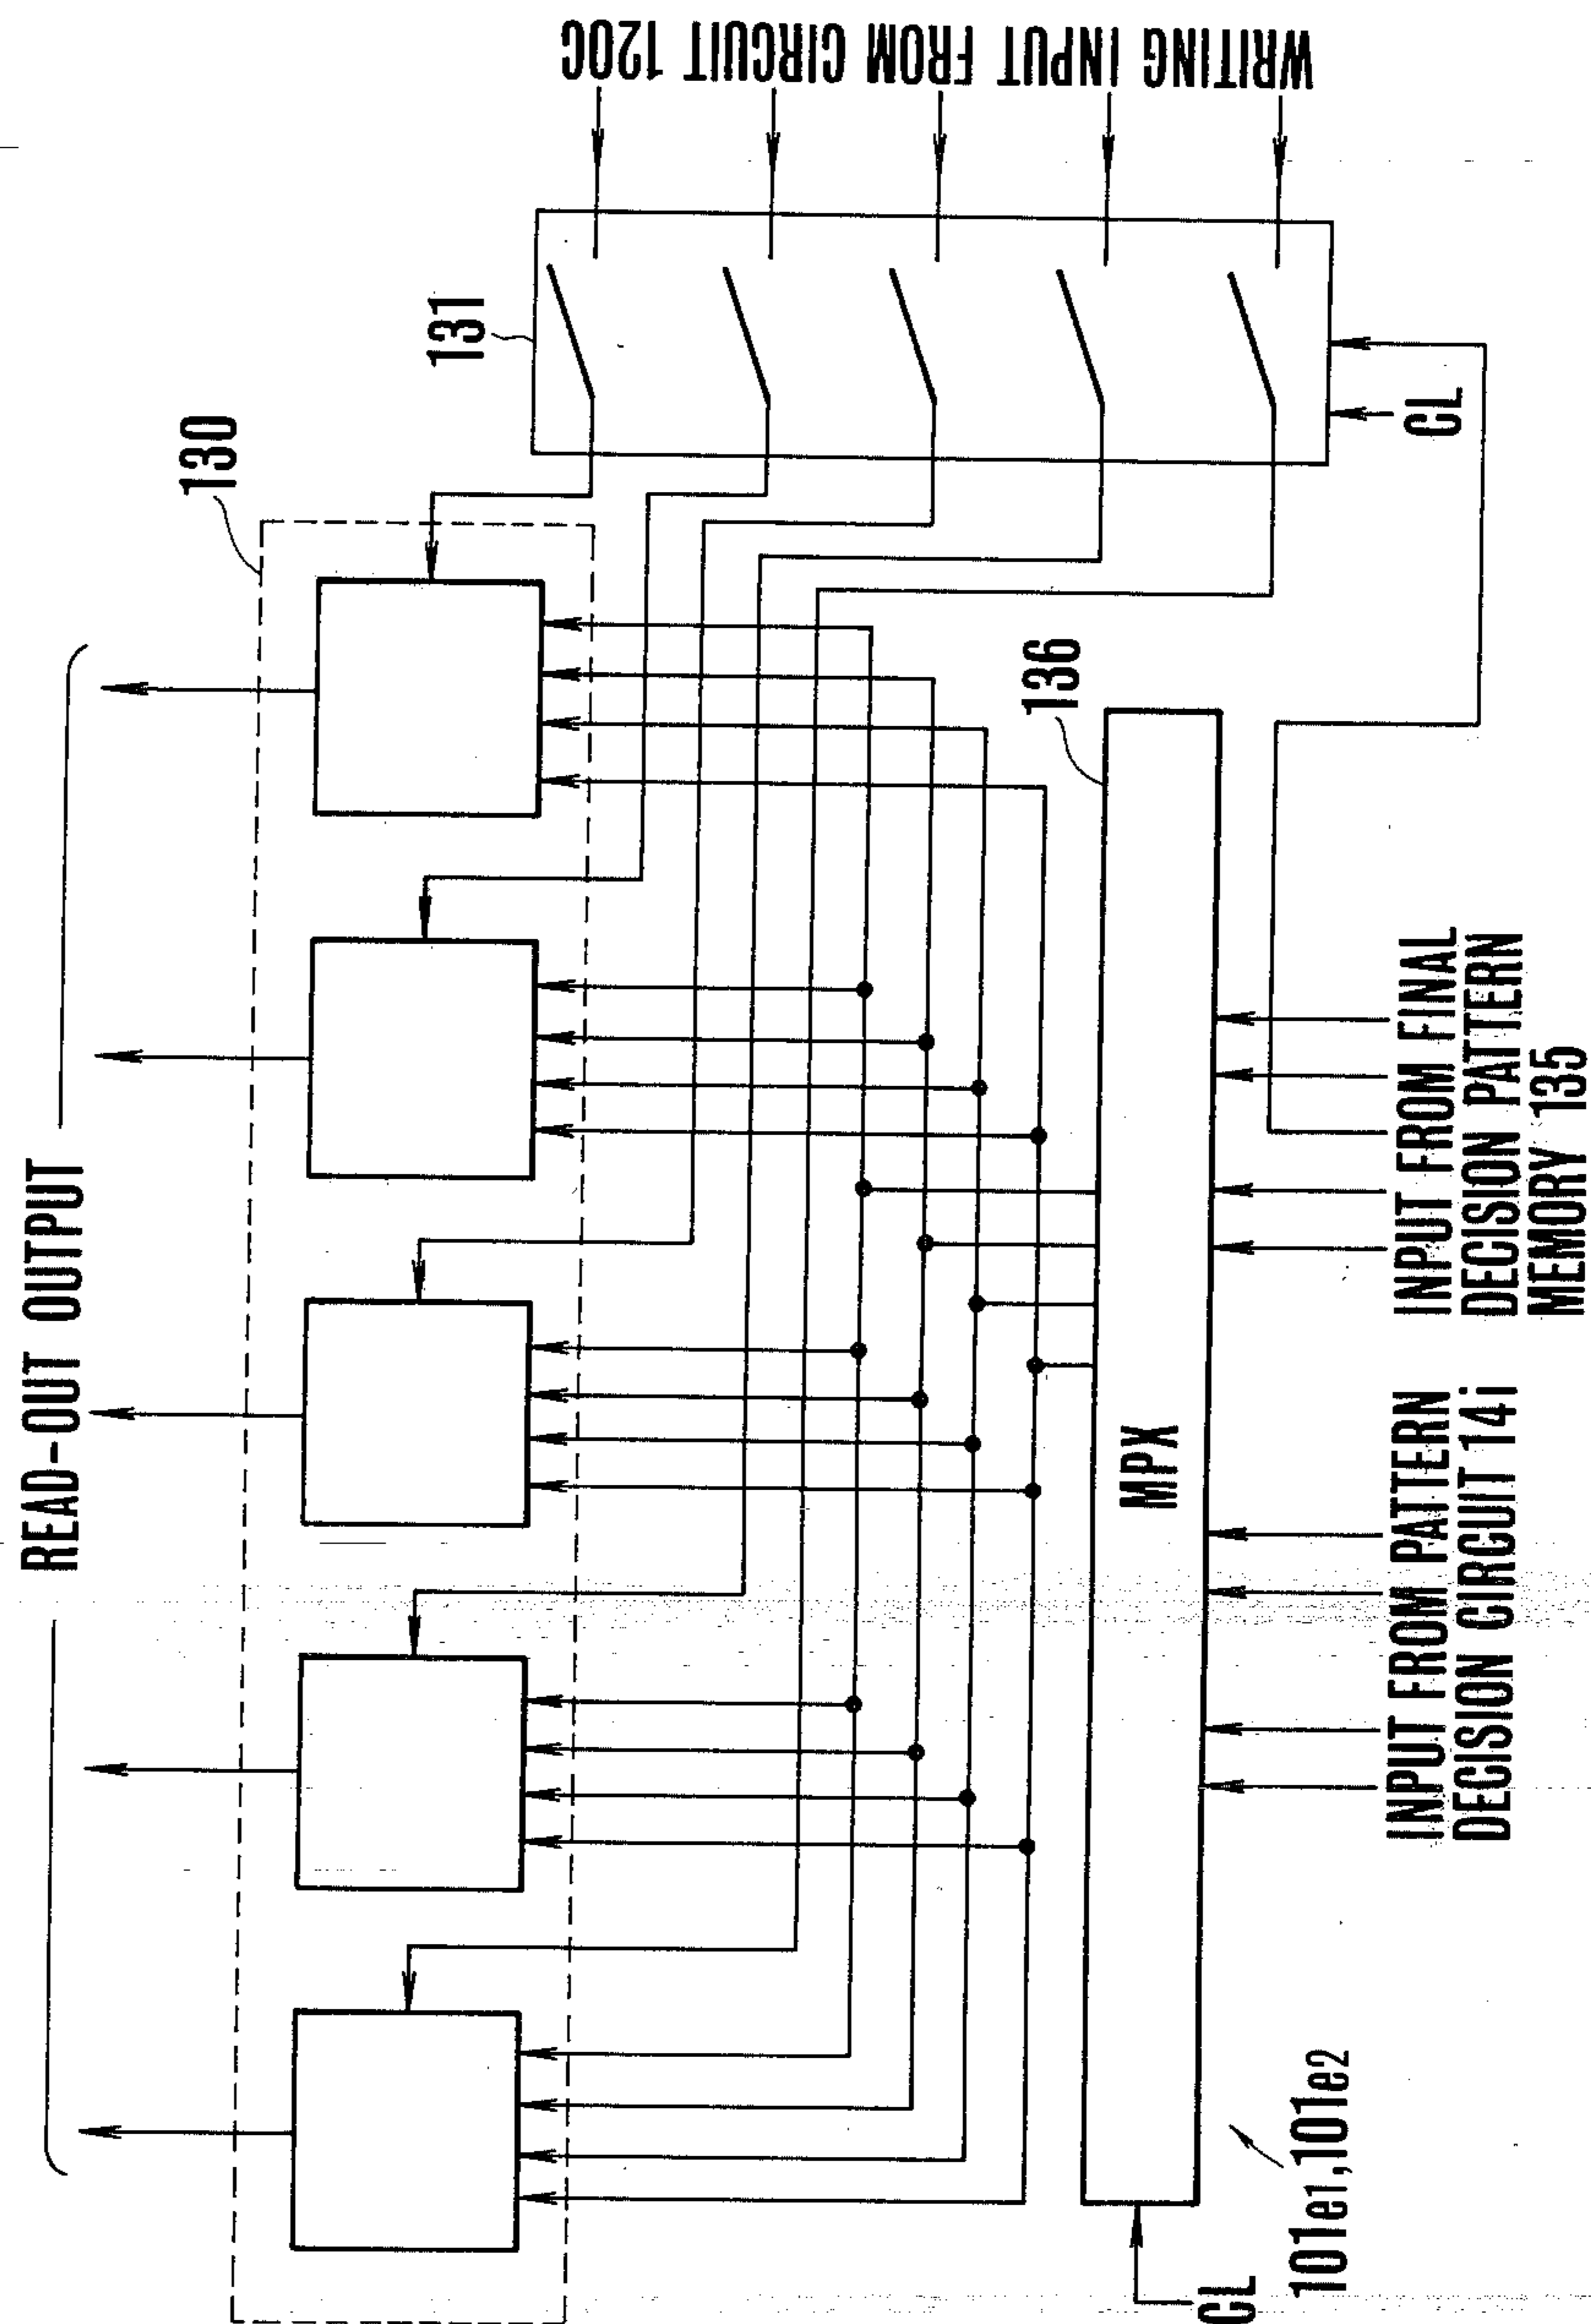 READ-OUT OUTPUT
130
131
WRITING INPUT FROM CIRCUIT 120C
136
MPX
CL
CL
INPUT FROM PATTERN
DECISION CIRCUIT 14i
INPUT FROM FINAL
DECISION PATTERN
MEMORY 135
101e1,101e2